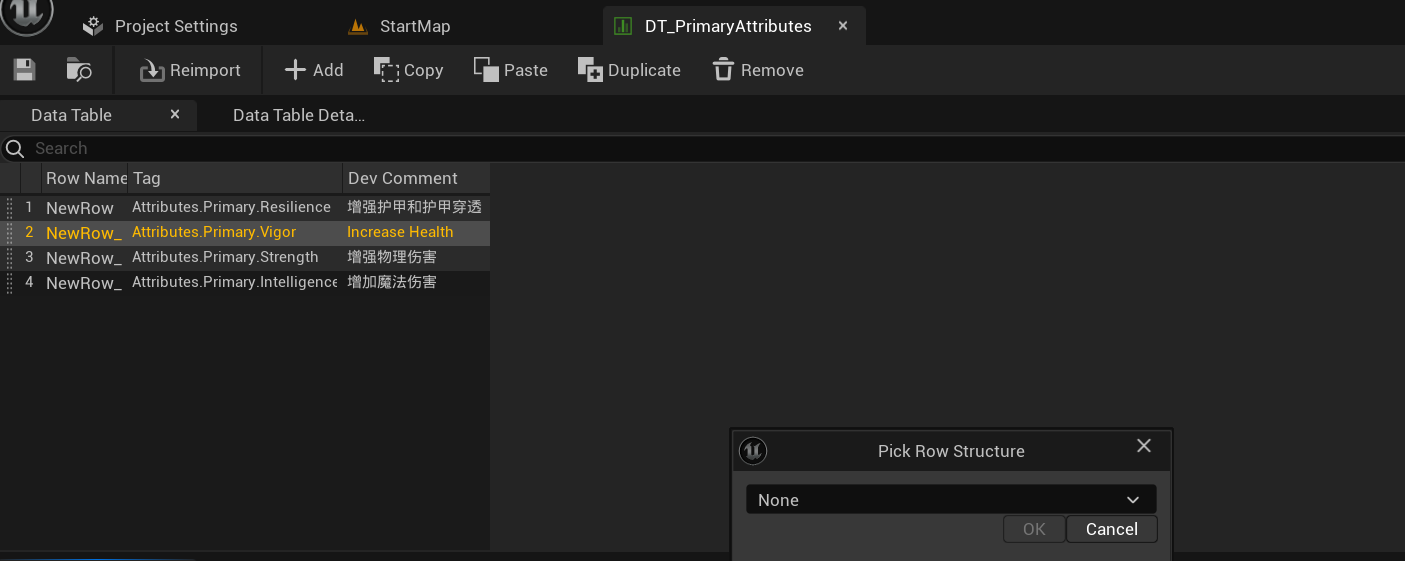 Project Settings
StartMap
DT_PrimaryAttributes
Reimport
Add
Copy
Paste
Duplicate
Remove
Data Table
Data Table Deta...
Search
Row Name Tag Dev Comment
1 NewRow Attributes.Primary.Resilience 增强护甲和护甲穿透
2 NewRow_ Attributes.Primary.Vigor Increase Health
3 NewRow_ Attributes.Primary.Strength 增强物理伤害
4 NewRow_ Attributes.Primary.Intelligence 增加魔法伤害
Pick Row Structure
None
OK
Cancel